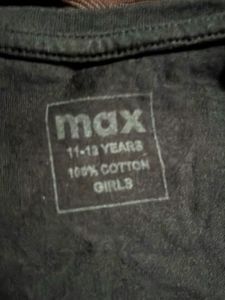 max
11-13 YEARS
100% COTTON
GIRLS